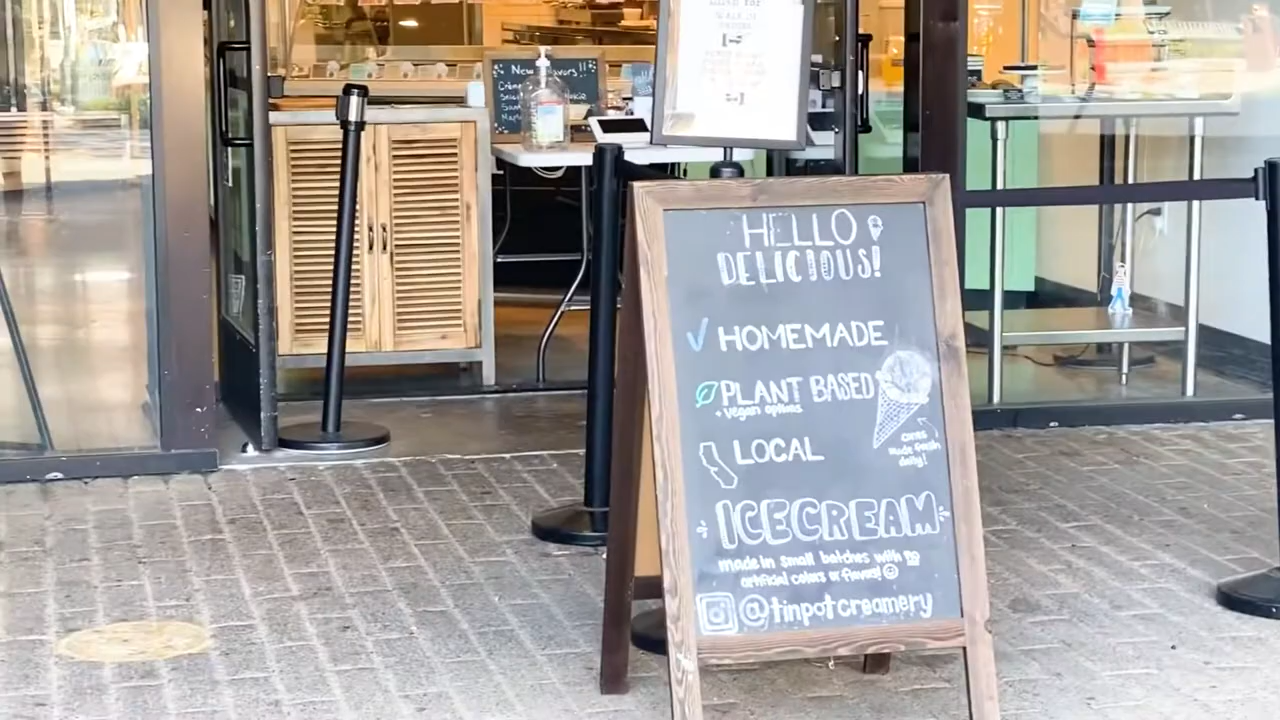 New
HELLO
DELICIOUS!
HOMEMADE
PLANT BASED
+ vegan options
LOCAL
cones
made fresh
daily!
ICECREAM
made in small batches with no
artificial colors or flavors!
@tinpotcreamery